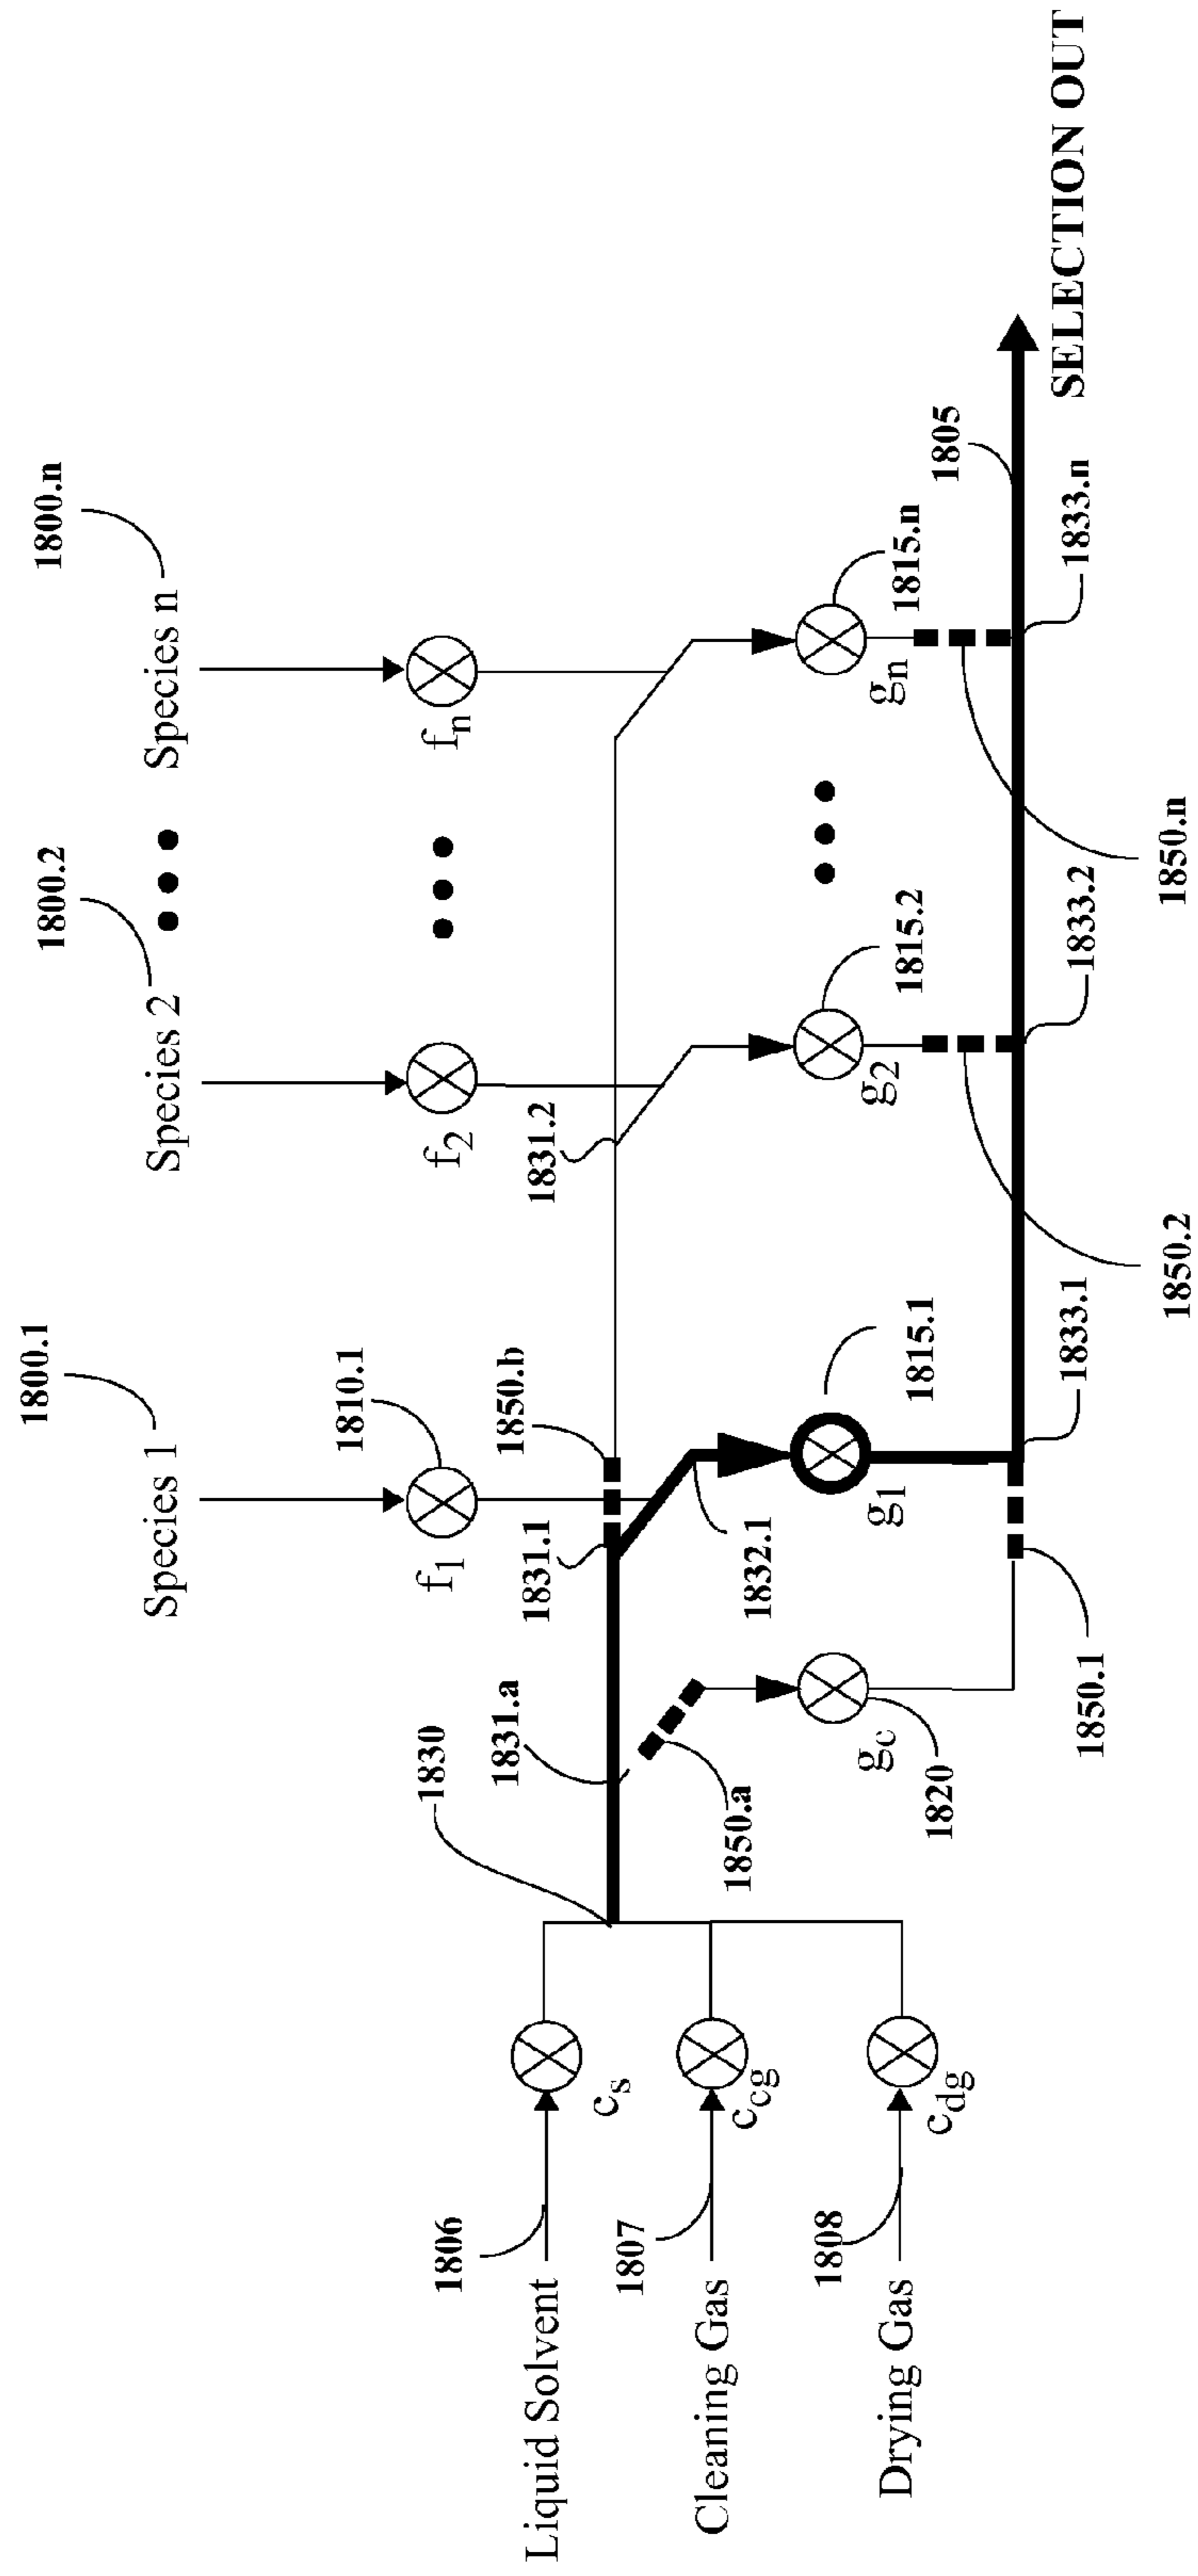 1800.1
1800.2
1800.n
Species 1
Species 2
Species n
1810.1
f1
f2
fn
1806
Liquid Solvent
cs
1830
1831.a
1831.1
1850.b
1831.2
1807
Cleaning Gas
ccg
1850.a
1832.1
1808
Drying Gas
cdg
gc
1820
g1
1815.1
g2
1815.2
gn
1815.n
1805
1850.1
1833.1
1850.2
1833.2
1850.n
1833.n
SELECTION OUT